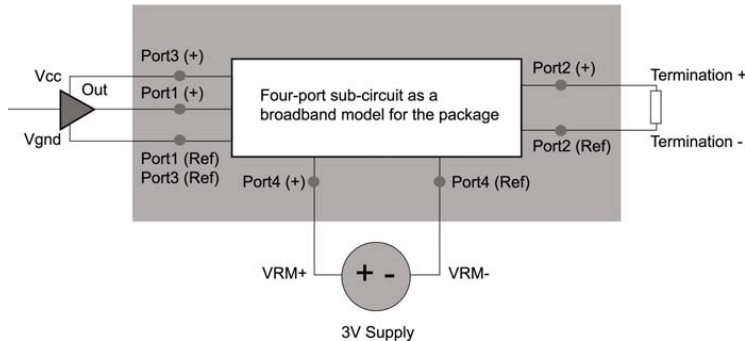 Port3 (+)
Vcc
Out
Port1 (+)
Vgnd
Port1 (Ref)
Port3 (Ref)
Four-port sub-circuit as a
broadband model for the package
Port2 (+)
Termination +
Port2 (Ref)
Termination -
Port4 (+)
Port4 (Ref)
VRM+
+ -
VRM-
3V Supply